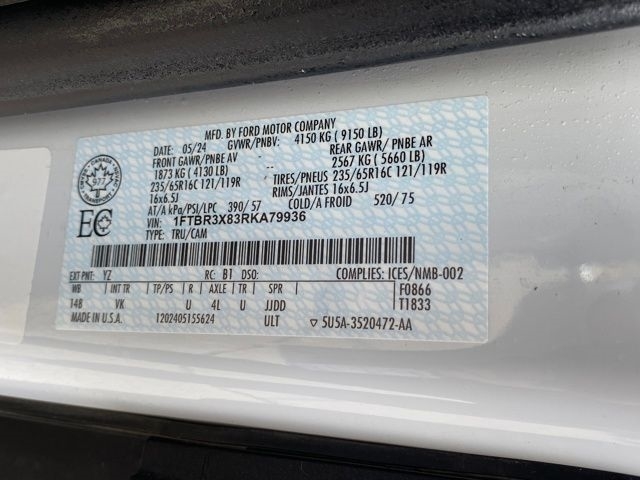 MFD. BY FORD MOTOR COMPANY
DATE: 05/24 GVWR/PNBV: 4150 KG ( 9150 LB)
FRONT GAWR/PNBE AV REAR GAWR/ PNBE AR
1873 KG ( 4130 LB) -- 2567 KG ( 5660 LB)
235/65R16C 121/119R TIRES/PNEUS 235/65R16C 121/119R
16x6.5J RIMS/JANTES 16x6.5J
AT/A kPa/PSI/LPC 390/ 57 COLD/A FROID 520/ 75
VIN: 1FTBR3X83RKA79936
TYPE: TRU/CAM
CANADA
977
EC
EXT PNT: YZ RC: BT DSO: COMPLIES: ICES/NMB-002
WB INT TR TP/PS R AXLE TR SPR F0866
148 VK U 4L U JJDD T1833
MADE IN U.S.A. 1202405155624 ULT ▽ 5U5A-3520472-AA